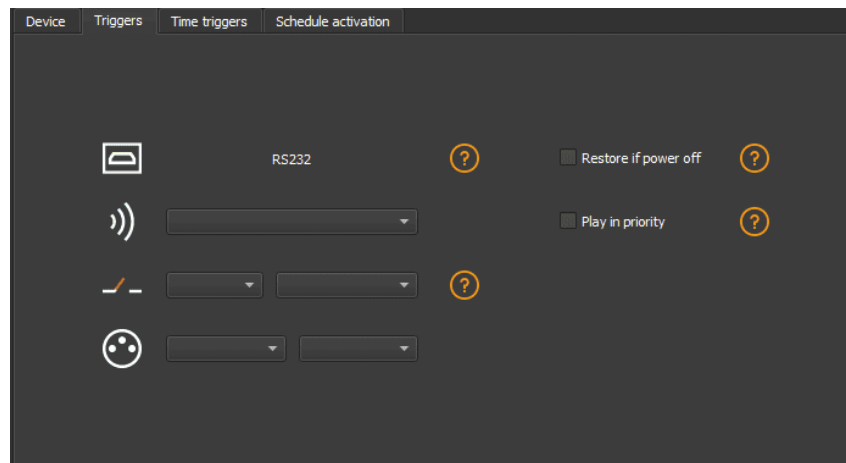 Device Triggers Time triggers Schedule activation
RS232 ? Restore if power off ?
Play in priority ?
?